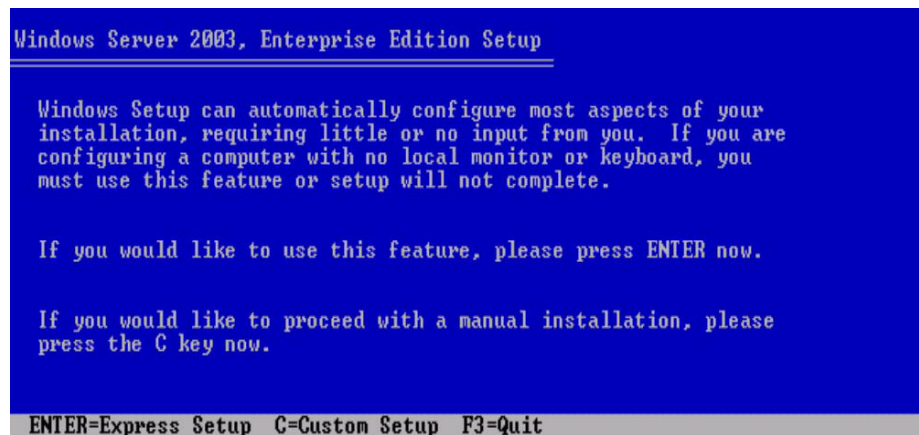 Windows Server 2003, Enterprise Edition Setup
Windows Setup can automatically configure most aspects of your
installation, requiring little or no input from you.  If you are
configuring a computer with no local monitor or keyboard, you
must use this feature or setup will not complete.
If you would like to use this feature, please press ENTER now.
If you would like to proceed with a manual installation, please
press the C key now.
ENTER=Express Setup  C=Custom Setup  F3=Quit